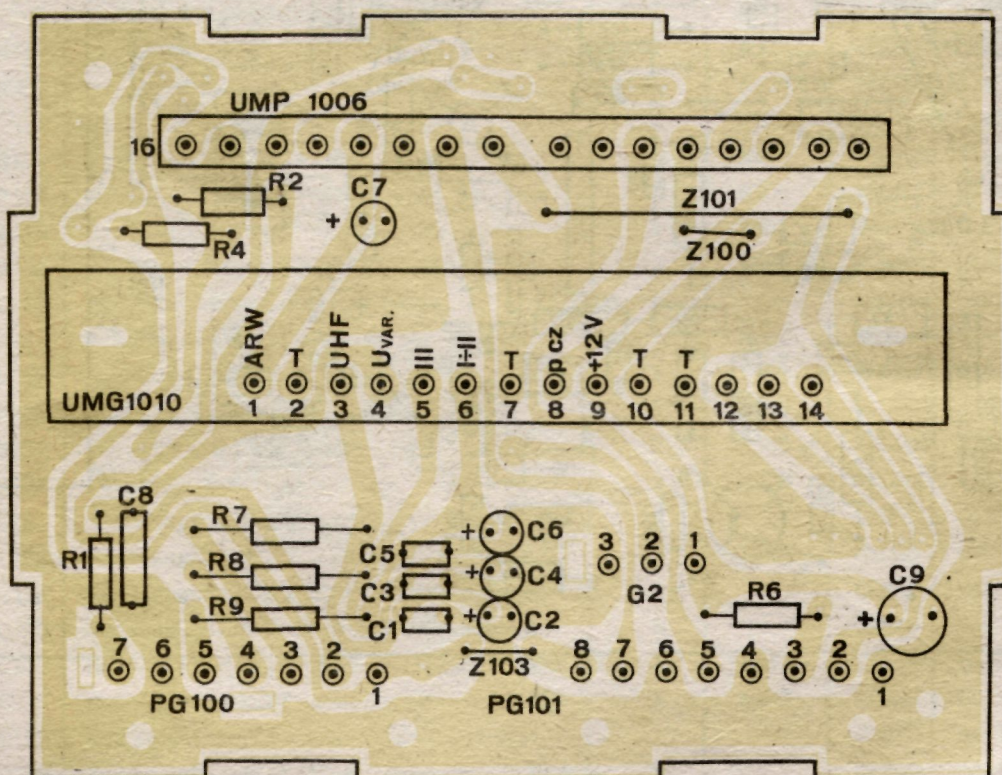 UMP 1006
16
R2
C7
+
R4
Z101
Z100
ARW
T
UHF
UVAR.
III
I÷II
T
pcz
+12V
T
T
UMG1010
1 2 3 4 5 6 7 8 9 10 11 12 13 14
C8
R1
R7
R8
R9
C5
C3
C1
+ C6
+ C4
+ C2
Z103
3 2 1
G2
R6
C9
+
7 6 5 4 3 2 1
PG100
8 7 6 5 4 3 2 1
PG101